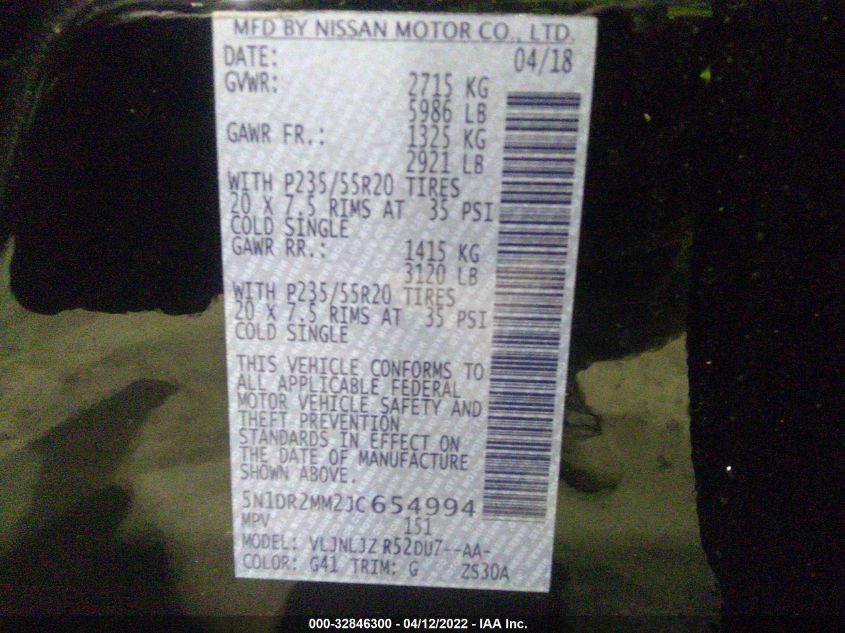 MFD BY NISSAN MOTOR CO., LTD.
DATE: 04/18
GVWR: 2715 KG
5986 LB
GAWR FR.: 1325 KG
2921 LB
WITH P235/55R20 TIRES
20 X 7.5 RIMS AT 35 PSI
COLD SINGLE
GAWR RR.: 1415 KG
3120 LB
WITH P235/55R20 TIRES
20 X 7.5 RIMS AT 35 PSI
COLD SINGLE
THIS VEHICLE CONFORMS TO
ALL APPLICABLE FEDERAL
MOTOR VEHICLE SAFETY AND
THEFT PREVENTION
STANDARDS IN EFFECT ON
THE DATE OF MANUFACTURE
SHOWN ABOVE.
5N1DR2MM2JC654994
MPV 151
MODEL: VLJNLJZ R52DU7--AA-
COLOR: G41 TRIM: G ZS30A
000-32846300 - 04/12/2022 - IAA Inc.